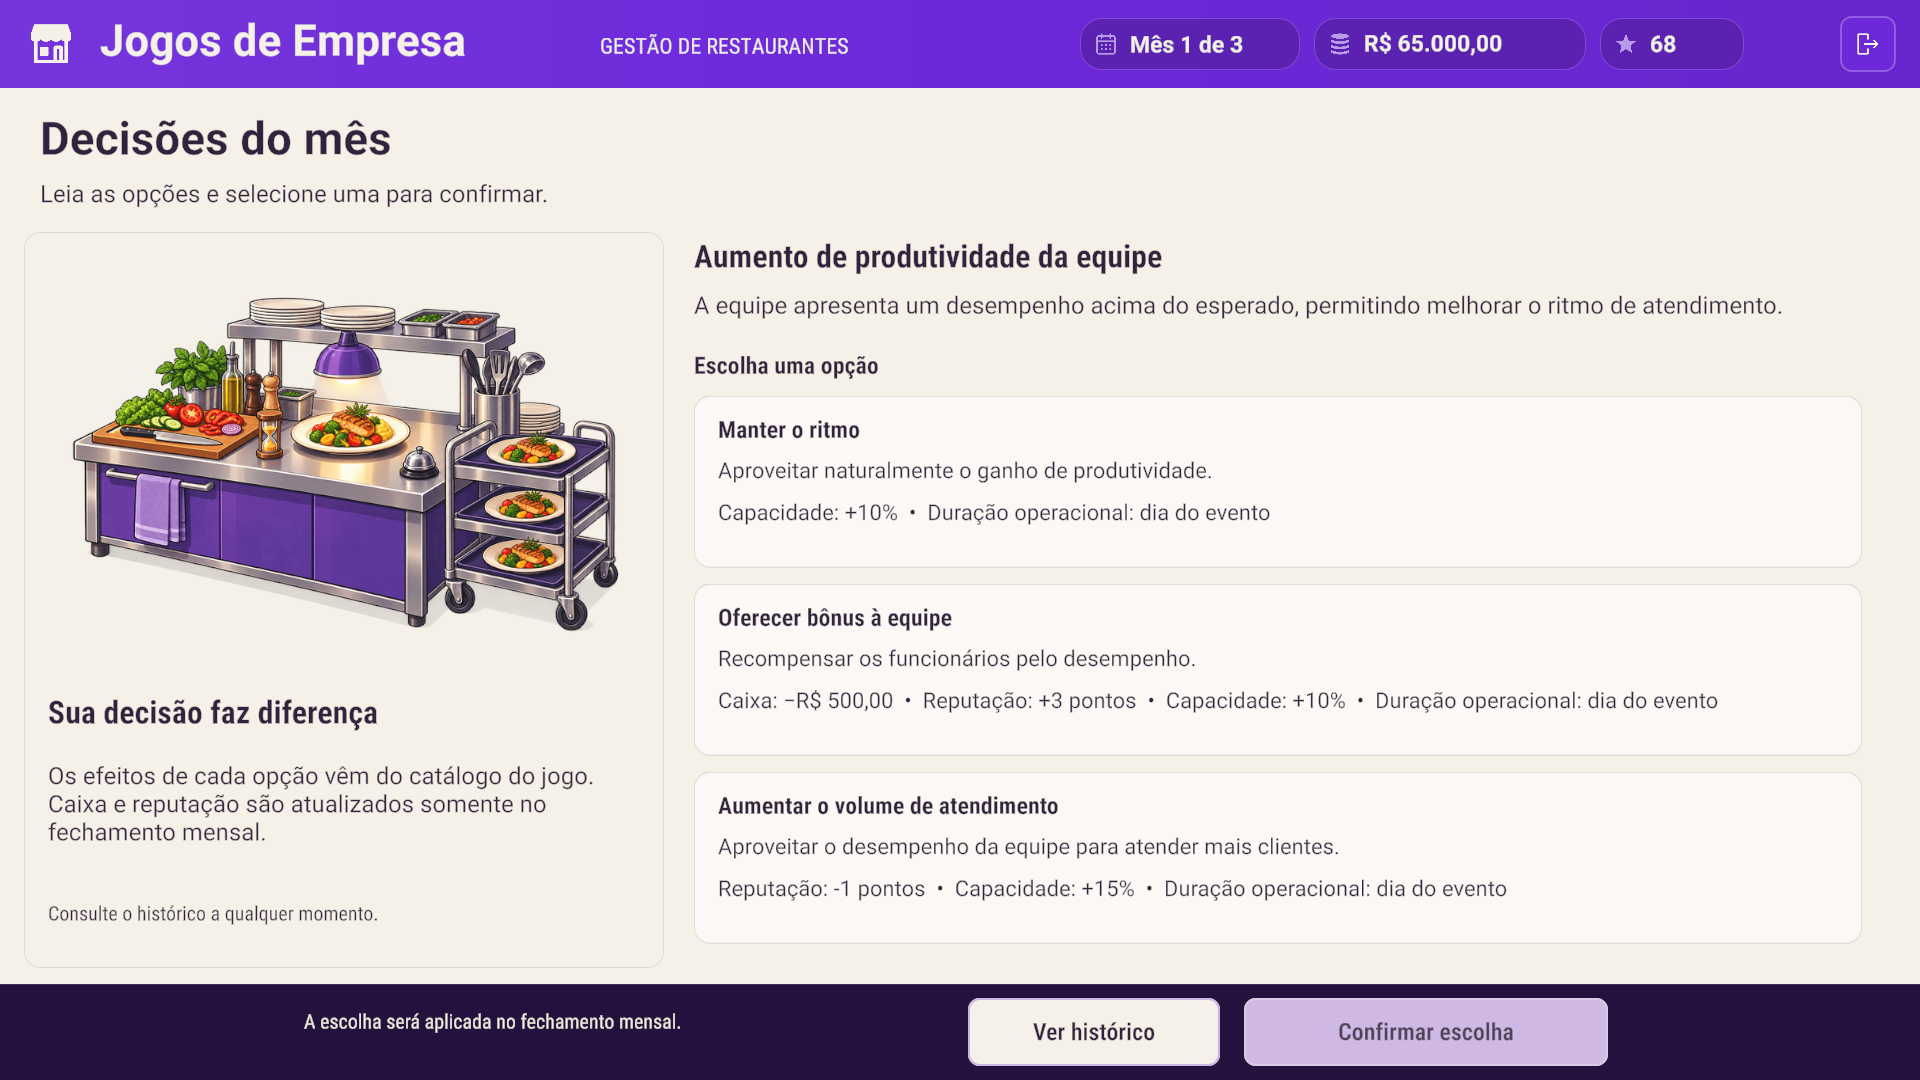 Jogos de Empresa
GESTÃO DE RESTAURANTES
Mês 1 de 3
R$ 65.000,00
68
Decisões do mês
Leia as opções e selecione uma para confirmar.
Sua decisão faz diferença
Os efeitos de cada opção vêm do catálogo do jogo.
Caixa e reputação são atualizados somente no
fechamento mensal.
Consulte o histórico a qualquer momento.
Aumento de produtividade da equipe
A equipe apresenta um desempenho acima do esperado, permitindo melhorar o ritmo de atendimento.
Escolha uma opção
Manter o ritmo
Aproveitar naturalmente o ganho de produtividade.
Capacidade: +10% • Duração operacional: dia do evento
Oferecer bônus à equipe
Recompensar os funcionários pelo desempenho.
Caixa: −R$ 500,00 • Reputação: +3 pontos • Capacidade: +10% • Duração operacional: dia do evento
Aumentar o volume de atendimento
Aproveitar o desempenho da equipe para atender mais clientes.
Reputação: -1 pontos • Capacidade: +15% • Duração operacional: dia do evento
A escolha será aplicada no fechamento mensal.
Ver histórico
Confirmar escolha